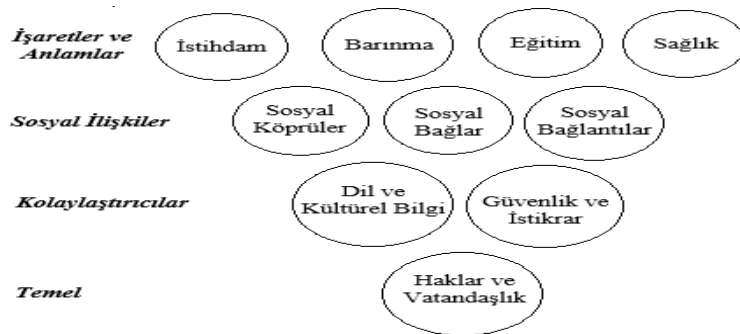 İşaretler ve
Anlamlar
İstihdam
Barınma
Eğitim
Sağlık
Sosyal İlişkiler
Sosyal
Köprüler
Sosyal
Bağlar
Sosyal
Bağlantılar
Kolaylaştırıcılar
Dil ve
Kültürel Bilgi
Güvenlik ve
İstikrar
Temel
Haklar ve
Vatandaşlık